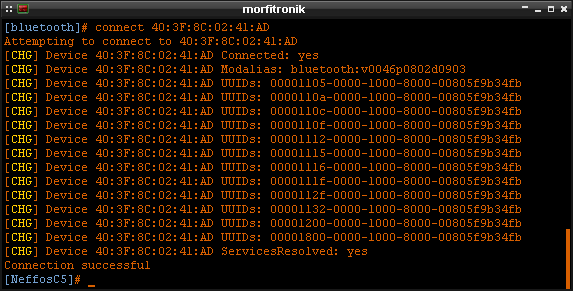 morfitronik
[bluetooth]# connect 40:3F:8C:02:41:AD
Attempting to connect to 40:3F:8C:02:41:AD
[CHG] Device 40:3F:8C:02:41:AD Connected: yes
[CHG] Device 40:3F:8C:02:41:AD Modalias: bluetooth:v0046p0802d0903
[CHG] Device 40:3F:8C:02:41:AD UUIDs: 00001105-0000-1000-8000-00805f9b34fb
[CHG] Device 40:3F:8C:02:41:AD UUIDs: 0000110a-0000-1000-8000-00805f9b34fb
[CHG] Device 40:3F:8C:02:41:AD UUIDs: 0000110c-0000-1000-8000-00805f9b34fb
[CHG] Device 40:3F:8C:02:41:AD UUIDs: 0000110f-0000-1000-8000-00805f9b34fb
[CHG] Device 40:3F:8C:02:41:AD UUIDs: 00001112-0000-1000-8000-00805f9b34fb
[CHG] Device 40:3F:8C:02:41:AD UUIDs: 00001115-0000-1000-8000-00805f9b34fb
[CHG] Device 40:3F:8C:02:41:AD UUIDs: 00001116-0000-1000-8000-00805f9b34fb
[CHG] Device 40:3F:8C:02:41:AD UUIDs: 0000111f-0000-1000-8000-00805f9b34fb
[CHG] Device 40:3F:8C:02:41:AD UUIDs: 0000112f-0000-1000-8000-00805f9b34fb
[CHG] Device 40:3F:8C:02:41:AD UUIDs: 00001132-0000-1000-8000-00805f9b34fb
[CHG] Device 40:3F:8C:02:41:AD UUIDs: 00001200-0000-1000-8000-00805f9b34fb
[CHG] Device 40:3F:8C:02:41:AD UUIDs: 00001800-0000-1000-8000-00805f9b34fb
[CHG] Device 40:3F:8C:02:41:AD ServicesResolved: yes
Connection successful
[NeffosC5]# _